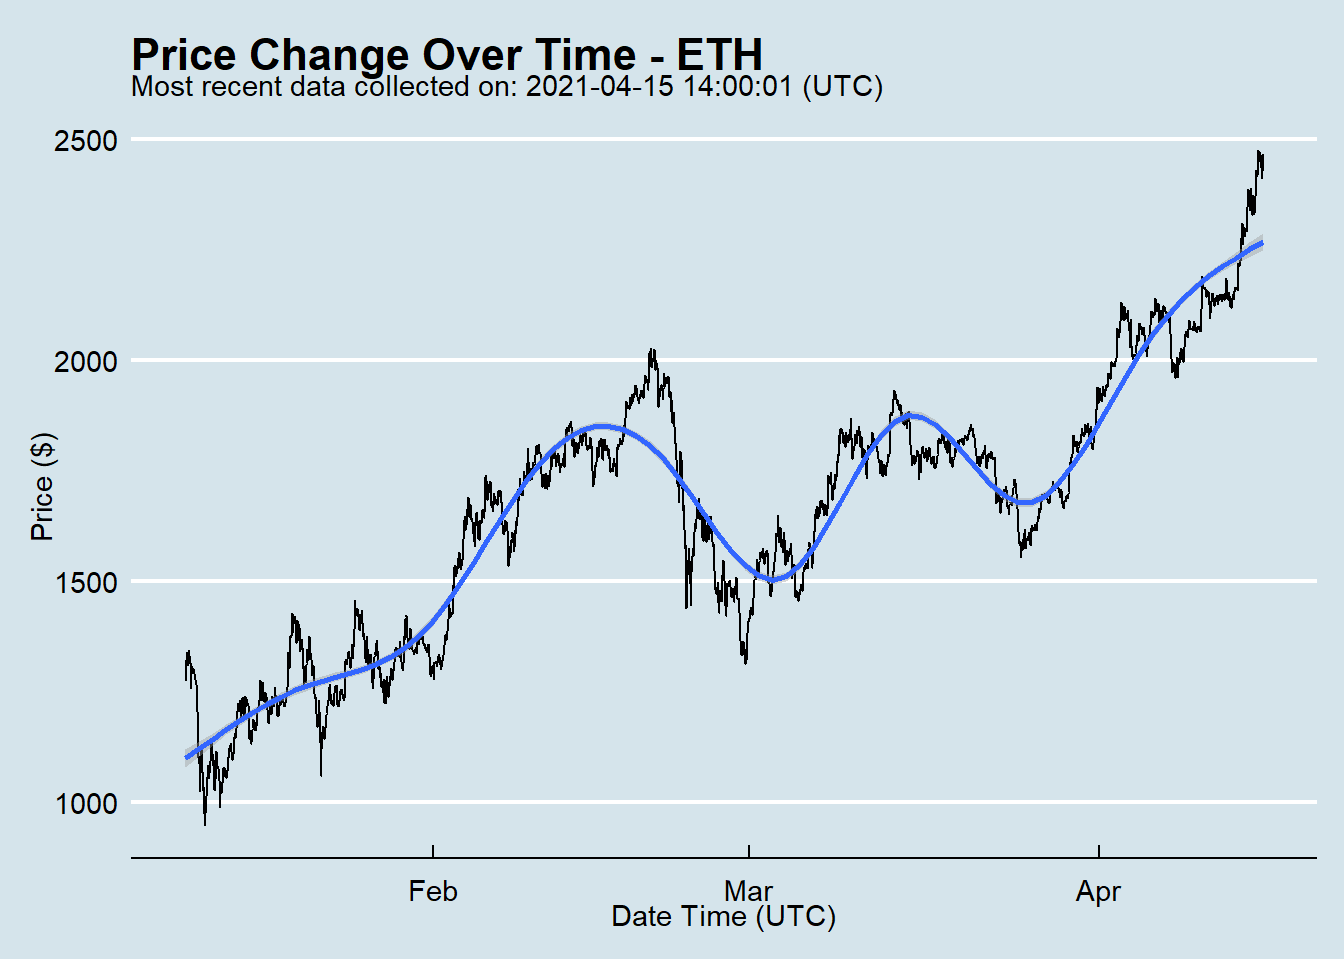 Price Change Over Time - ETH
Most recent data collected on: 2021-04-15 14:00:01 (UTC)
2500
2000
1500
1000
Price ($)
Feb
Mar
Apr
Date Time (UTC)